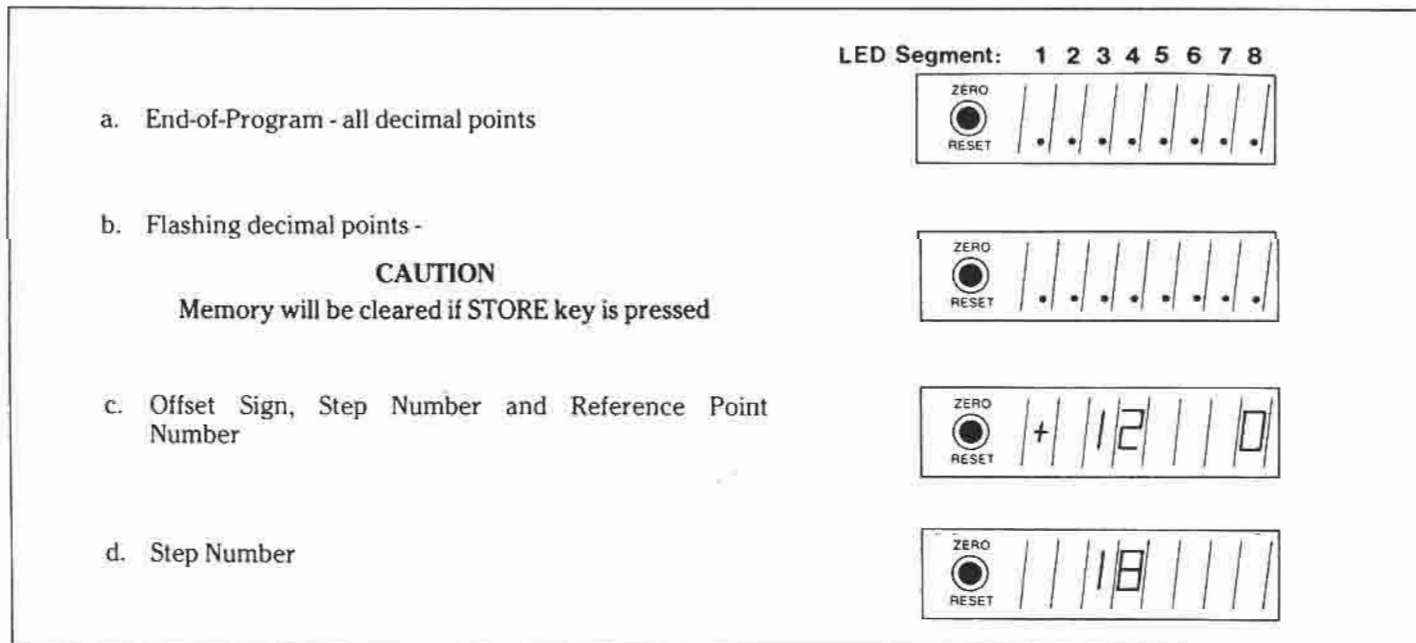 LED Segment: 1 2 3 4 5 6 7 8
a. End-of-Program - all decimal points
ZERO
RESET
. . . . . . . .
b. Flashing decimal points -
CAUTION
Memory will be cleared if STORE key is pressed
ZERO
RESET
. . . . . . . .
c. Offset Sign, Step Number and Reference Point
Number
ZERO
RESET
+ 12 0
d. Step Number
ZERO
RESET
18